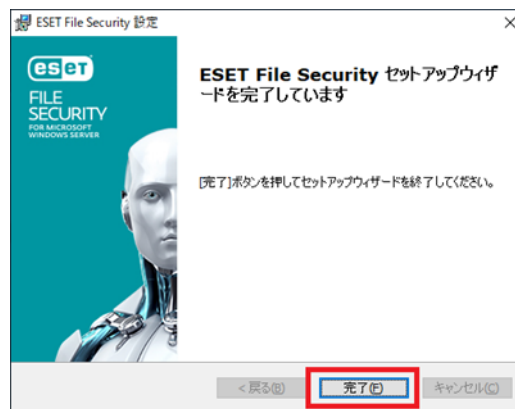 ESET File Security 設定
eset
FILE
SECURITY
FOR MICROSOFT
WINDOWS SERVER
ESET File Security セットアップウィザ
ードを完了しています
[完了]ボタンを押してセットアップウィザードを終了してください。
< 戻る(B)
完了(F)
キャンセル(C)